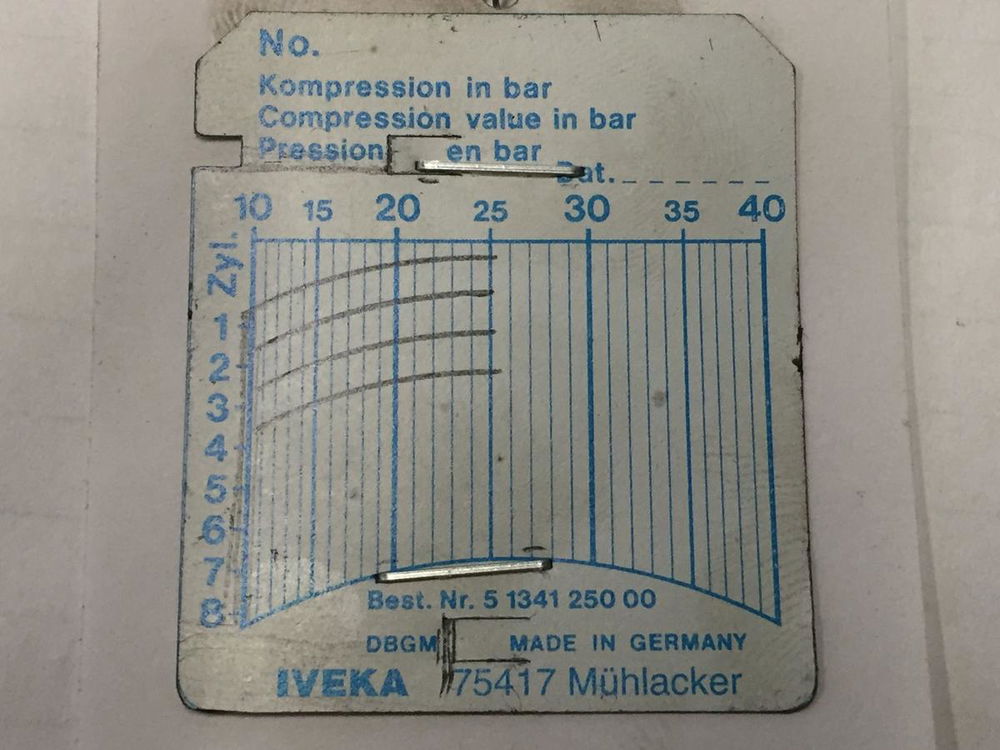 No.
Kompression in bar
Compression value in bar
Pression en bar
Dat.
10 15 20 25 30 35 40
Zyl.
1
2
3
4
5
6
7
8
Best. Nr. 5 1341 250 00
DBGM MADE IN GERMANY
IVEKA 75417 Mühlacker